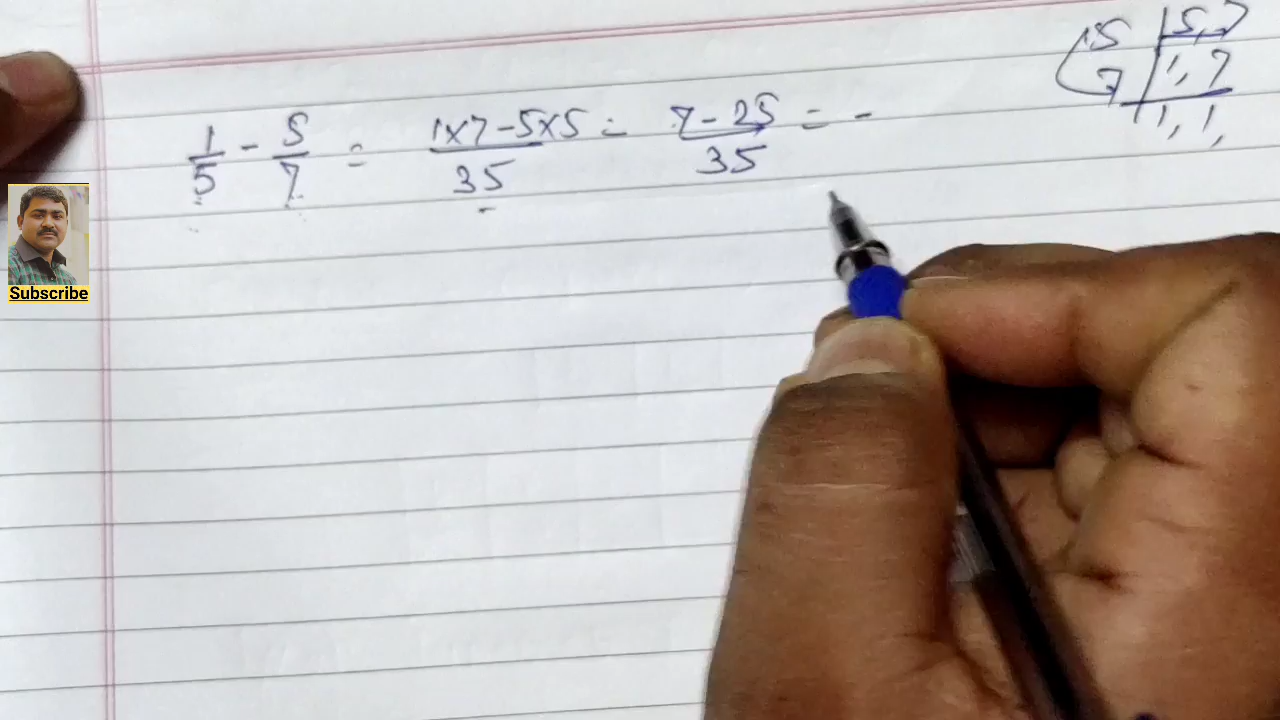 1/5 - 5/7 = 1×7-5×5/35 = 7-25/35 = -
5 | 5, 7
7 | 1, 7
1, 1,
Subscribe